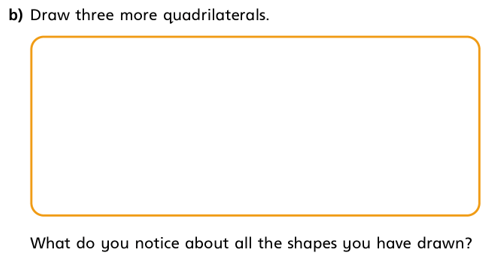 b) Draw three more quadrilaterals.
What do you notice about all the shapes you have drawn?